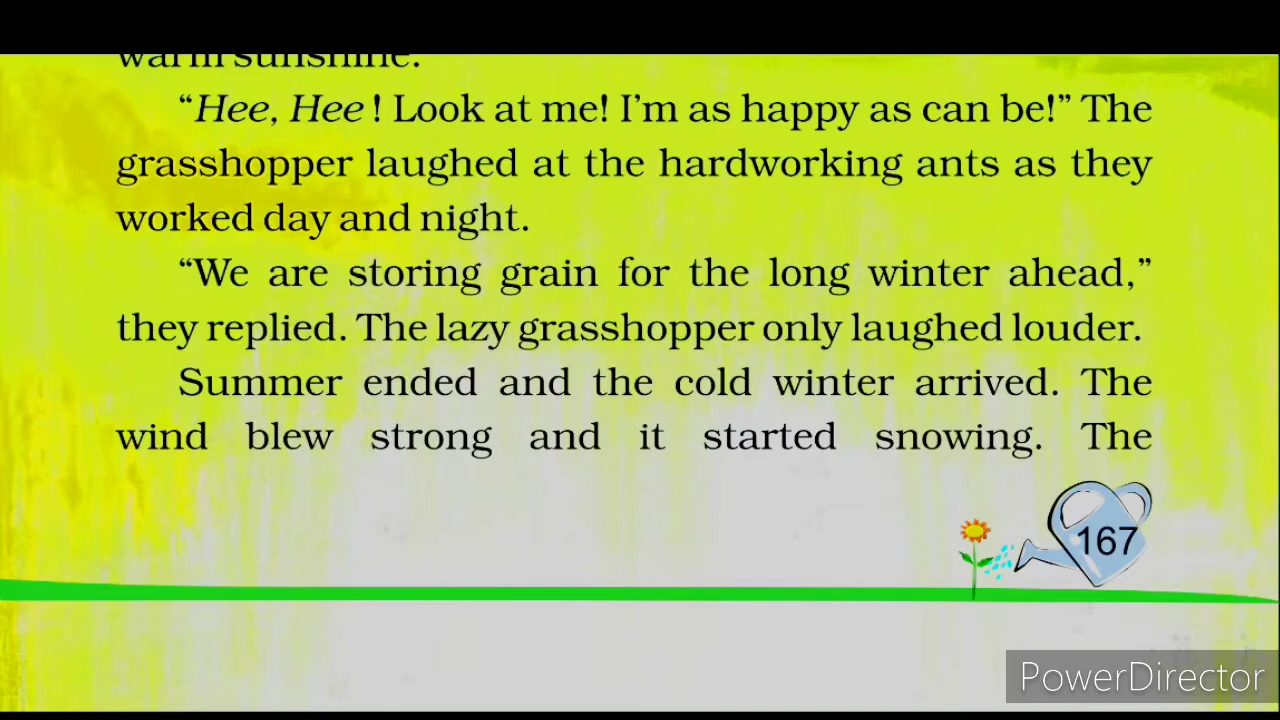 warm sunshine.
“Hee, Hee ! Look at me! I’m as happy as can be!” The
grasshopper laughed at the hardworking ants as they
worked day and night.
“We are storing grain for the long winter ahead,”
they replied. The lazy grasshopper only laughed louder.
Summer ended and the cold winter arrived. The
wind blew strong and it started snowing. The
167
PowerDirector